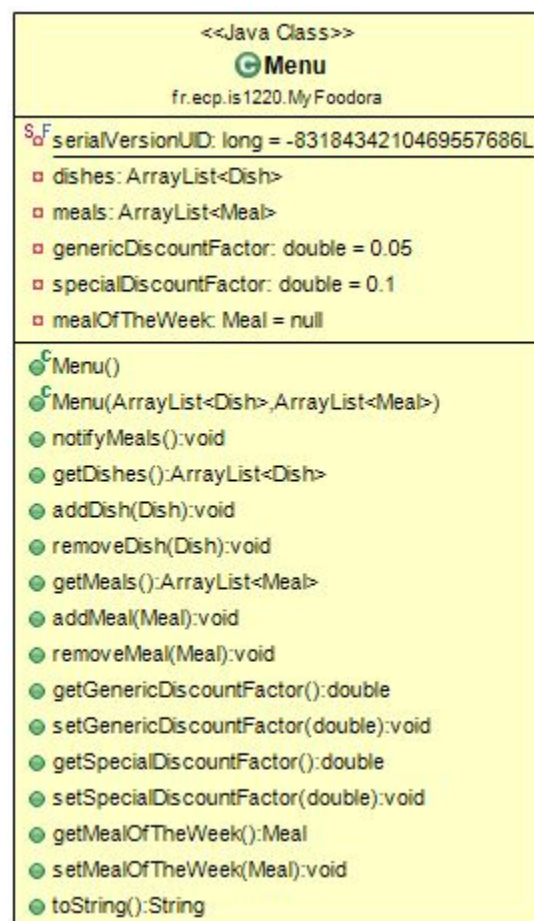 <<Java Class>>
Menu
fr.ecp.is1220.MyFoodora
serialVersionUID: long = -8318434210469557686L
dishes: ArrayList<Dish>
meals: ArrayList<Meal>
genericDiscountFactor: double = 0.05
specialDiscountFactor: double = 0.1
mealOfTheWeek: Meal = null
Menu()
Menu(ArrayList<Dish>,ArrayList<Meal>)
notifyMeals():void
getDishes():ArrayList<Dish>
addDish(Dish):void
removeDish(Dish):void
getMeals():ArrayList<Meal>
addMeal(Meal):void
removeMeal(Meal):void
getGenericDiscountFactor():double
setGenericDiscountFactor(double):void
getSpecialDiscountFactor():double
setSpecialDiscountFactor(double):void
getMealOfTheWeek():Meal
setMealOfTheWeek(Meal):void
toString():String